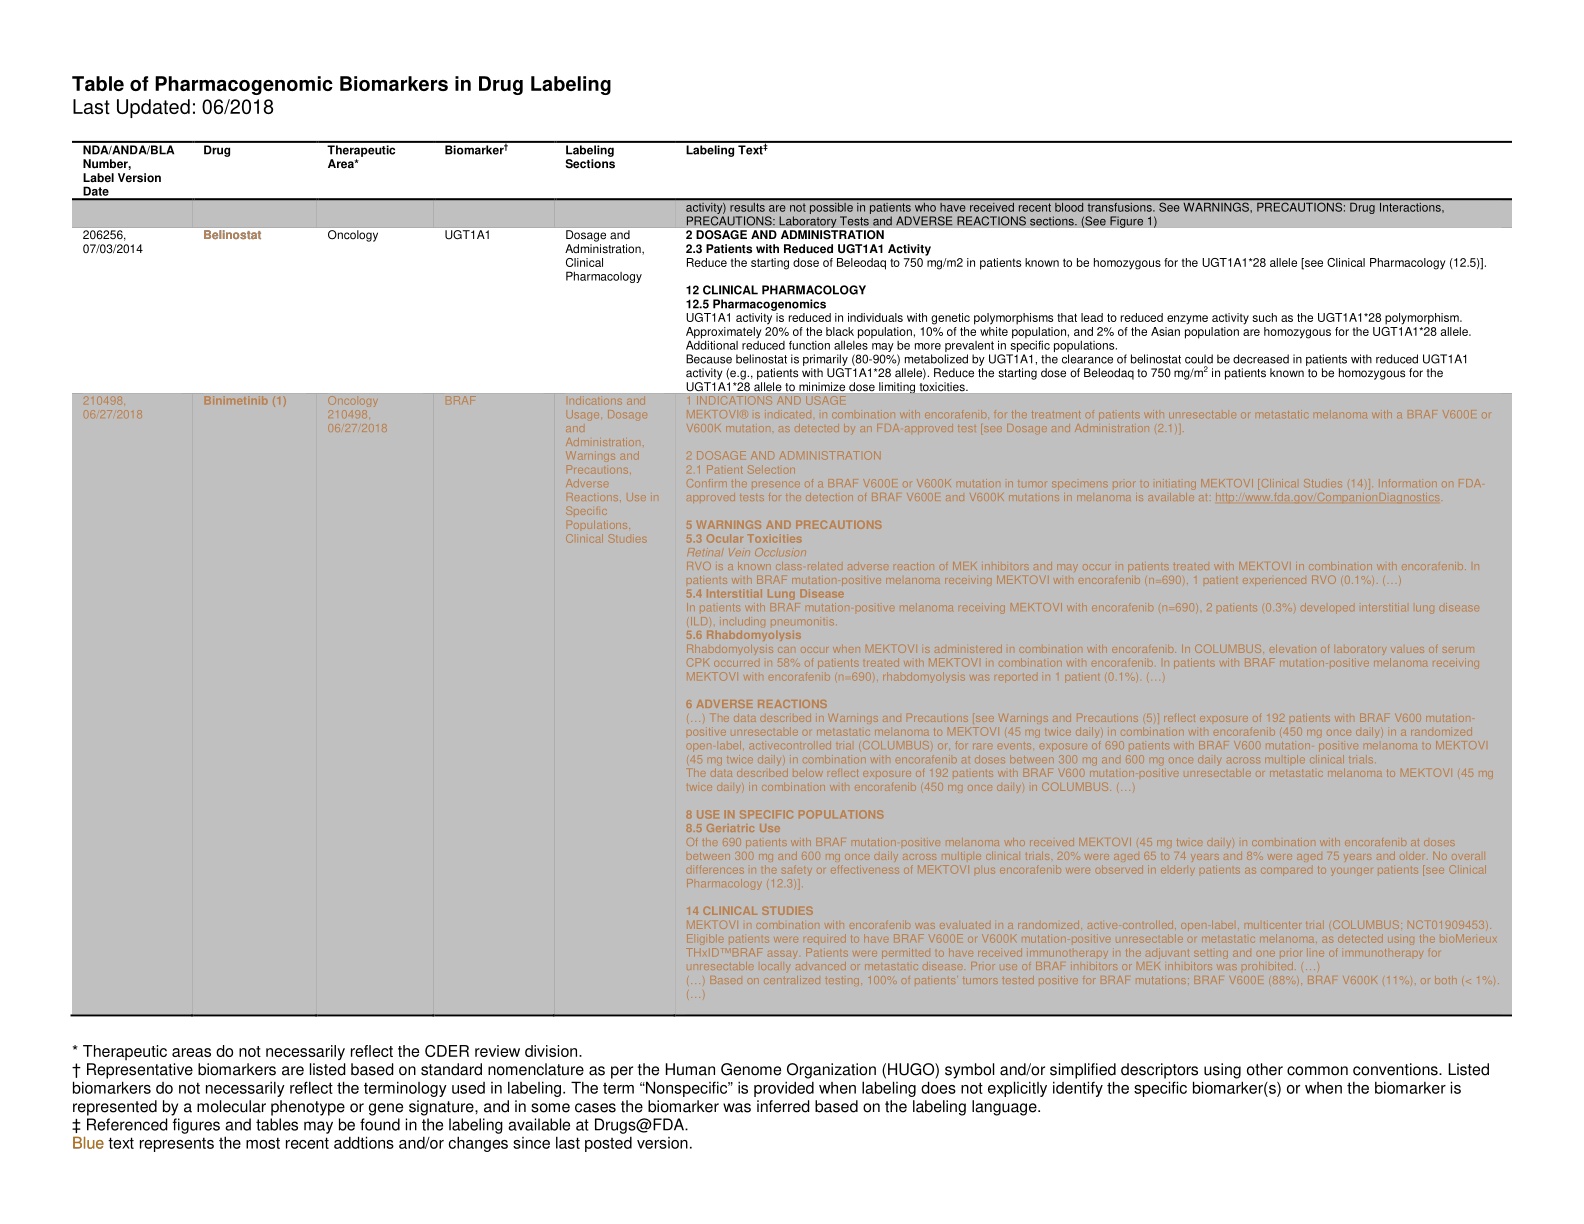 Table of Pharmacogenomic Biomarkers in Drug Labeling
Last Updated: 06/2018
NDA/ANDA/BLA
Number,
Label Version
Date
Drug
Therapeutic
Area*
Biomarker†
Labeling
Sections
Labeling Text‡
activity) results are not possible in patients who have received recent blood transfusions. See WARNINGS, PRECAUTIONS: Drug Interactions,
PRECAUTIONS: Laboratory Tests and ADVERSE REACTIONS sections. (See Figure 1)
206256,
07/03/2014
Belinostat
Oncology
UGT1A1
Dosage and
Administration,
Clinical
Pharmacology
2 DOSAGE AND ADMINISTRATION
2.3 Patients with Reduced UGT1A1 Activity
Reduce the starting dose of Beleodaq to 750 mg/m2 in patients known to be homozygous for the UGT1A1*28 allele [see Clinical Pharmacology (12.5)].
12 CLINICAL PHARMACOLOGY
12.5 Pharmacogenomics
UGT1A1 activity is reduced in individuals with genetic polymorphisms that lead to reduced enzyme activity such as the UGT1A1*28 polymorphism.
Approximately 20% of the black population, 10% of the white population, and 2% of the Asian population are homozygous for the UGT1A1*28 allele.
Additional reduced function alleles may be more prevalent in specific populations.
Because belinostat is primarily (80-90%) metabolized by UGT1A1, the clearance of belinostat could be decreased in patients with reduced UGT1A1
activity (e.g., patients with UGT1A1*28 allele). Reduce the starting dose of Beleodaq to 750 mg/m² in patients known to be homozygous for the
UGT1A1*28 allele to minimize dose limiting toxicities.
210498,
06/27/2018
Binimetinib (1)
Oncology
210498,
06/27/2018
BRAF
Indications and
Usage, Dosage
and
Administration,
Warnings and
Precautions,
Adverse
Reactions, Use in
Specific
Populations,
Clinical Studies
1 INDICATIONS AND USAGE
MEKTOVI® is indicated, in combination with encorafenib, for the treatment of patients with unresectable or metastatic melanoma with a BRAF V600E or
V600K mutation, as detected by an FDA-approved test [see Dosage and Administration (2.1)].
2 DOSAGE AND ADMINISTRATION
2.1 Patient Selection
Confirm the presence of a BRAF V600E or V600K mutation in tumor specimens prior to initiating MEKTOVI [Clinical Studies (14)]. Information on FDA-
approved tests for the detection of BRAF V600E and V600K mutations in melanoma is available at: http://www.fda.gov/CompanionDiagnostics.
5 WARNINGS AND PRECAUTIONS
5.3 Ocular Toxicities
Retinal Vein Occlusion
RVO is a known class-related adverse reaction of MEK inhibitors and may occur in patients treated with MEKTOVI in combination with encorafenib. In
patients with BRAF mutation-positive melanoma receiving MEKTOVI with encorafenib (n=690), 1 patient experienced RVO (0.1%). (…)
5.4 Interstitial Lung Disease
In patients with BRAF mutation-positive melanoma receiving MEKTOVI with encorafenib (n=690), 2 patients (0.3%) developed interstitial lung disease
(ILD), including pneumonitis.
5.6 Rhabdomyolysis
Rhabdomyolysis can occur when MEKTOVI is administered in combination with encorafenib. In COLUMBUS, elevation of laboratory values of serum
CPK occurred in 58% of patients treated with MEKTOVI in combination with encorafenib. In patients with BRAF mutation-positive melanoma receiving
MEKTOVI with encorafenib (n=690), rhabdomyolysis was reported in 1 patient (0.1%). (…)
6 ADVERSE REACTIONS
(…) The data described in Warnings and Precautions [see Warnings and Precautions (5)] reflect exposure of 192 patients with BRAF V600 mutation-
positive unresectable or metastatic melanoma to MEKTOVI (45 mg twice daily) in combination with encorafenib (450 mg once daily) in a randomized
open-label, activecontrolled trial (COLUMBUS) or, for rare events, exposure of 690 patients with BRAF V600 mutation- positive melanoma to MEKTOVI
(45 mg twice daily) in combination with encorafenib at doses between 300 mg and 600 mg once daily across multiple clinical trials.
The data described below reflect exposure of 192 patients with BRAF V600 mutation-positive unresectable or metastatic melanoma to MEKTOVI (45 mg
twice daily) in combination with encorafenib (450 mg once daily) in COLUMBUS. (…)
8 USE IN SPECIFIC POPULATIONS
8.5 Geriatric Use
Of the 690 patients with BRAF mutation-positive melanoma who received MEKTOVI (45 mg twice daily) in combination with encorafenib at doses
between 300 mg and 600 mg once daily across multiple clinical trials, 20% were aged 65 to 74 years and 8% were aged 75 years and older. No overall
differences in the safety or effectiveness of MEKTOVI plus encorafenib were observed in elderly patients as compared to younger patients [see Clinical
Pharmacology (12.3)].
14 CLINICAL STUDIES
MEKTOVI in combination with encorafenib was evaluated in a randomized, active-controlled, open-label, multicenter trial (COLUMBUS; NCT01909453).
Eligible patients were required to have BRAF V600E or V600K mutation-positive unresectable or metastatic melanoma, as detected using the bioMerieux
THxID™BRAF assay. Patients were permitted to have received immunotherapy in the adjuvant setting and one prior line of immunotherapy for
unresectable locally advanced or metastatic disease. Prior use of BRAF inhibitors or MEK inhibitors was prohibited. (…)
(…) Based on centralized testing, 100% of patients' tumors tested positive for BRAF mutations; BRAF V600E (88%), BRAF V600K (11%), or both (< 1%).
(…)
* Therapeutic areas do not necessarily reflect the CDER review division.
† Representative biomarkers are listed based on standard nomenclature as per the Human Genome Organization (HUGO) symbol and/or simplified descriptors using other common conventions. Listed
biomarkers do not necessarily reflect the terminology used in labeling. The term “Nonspecific” is provided when labeling does not explicitly identify the specific biomarker(s) or when the biomarker is
represented by a molecular phenotype or gene signature, and in some cases the biomarker was inferred based on the labeling language.
‡ Referenced figures and tables may be found in the labeling available at Drugs@FDA.
Blue text represents the most recent addtions and/or changes since last posted version.